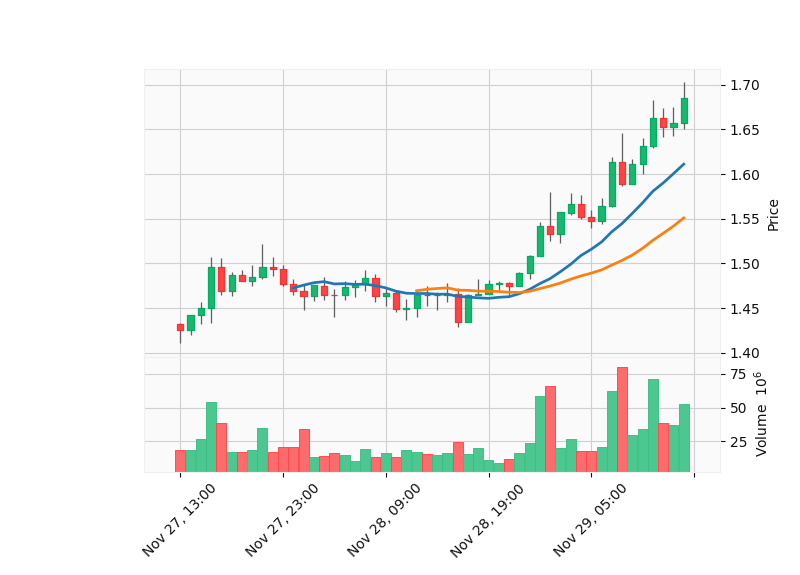 1.70
1.65
1.60
1.55
1.50
1.45
1.40
Price
75
50
25
Volume 10⁶
Nov 27, 13:00
Nov 27, 23:00
Nov 28, 09:00
Nov 28, 19:00
Nov 29, 05:00